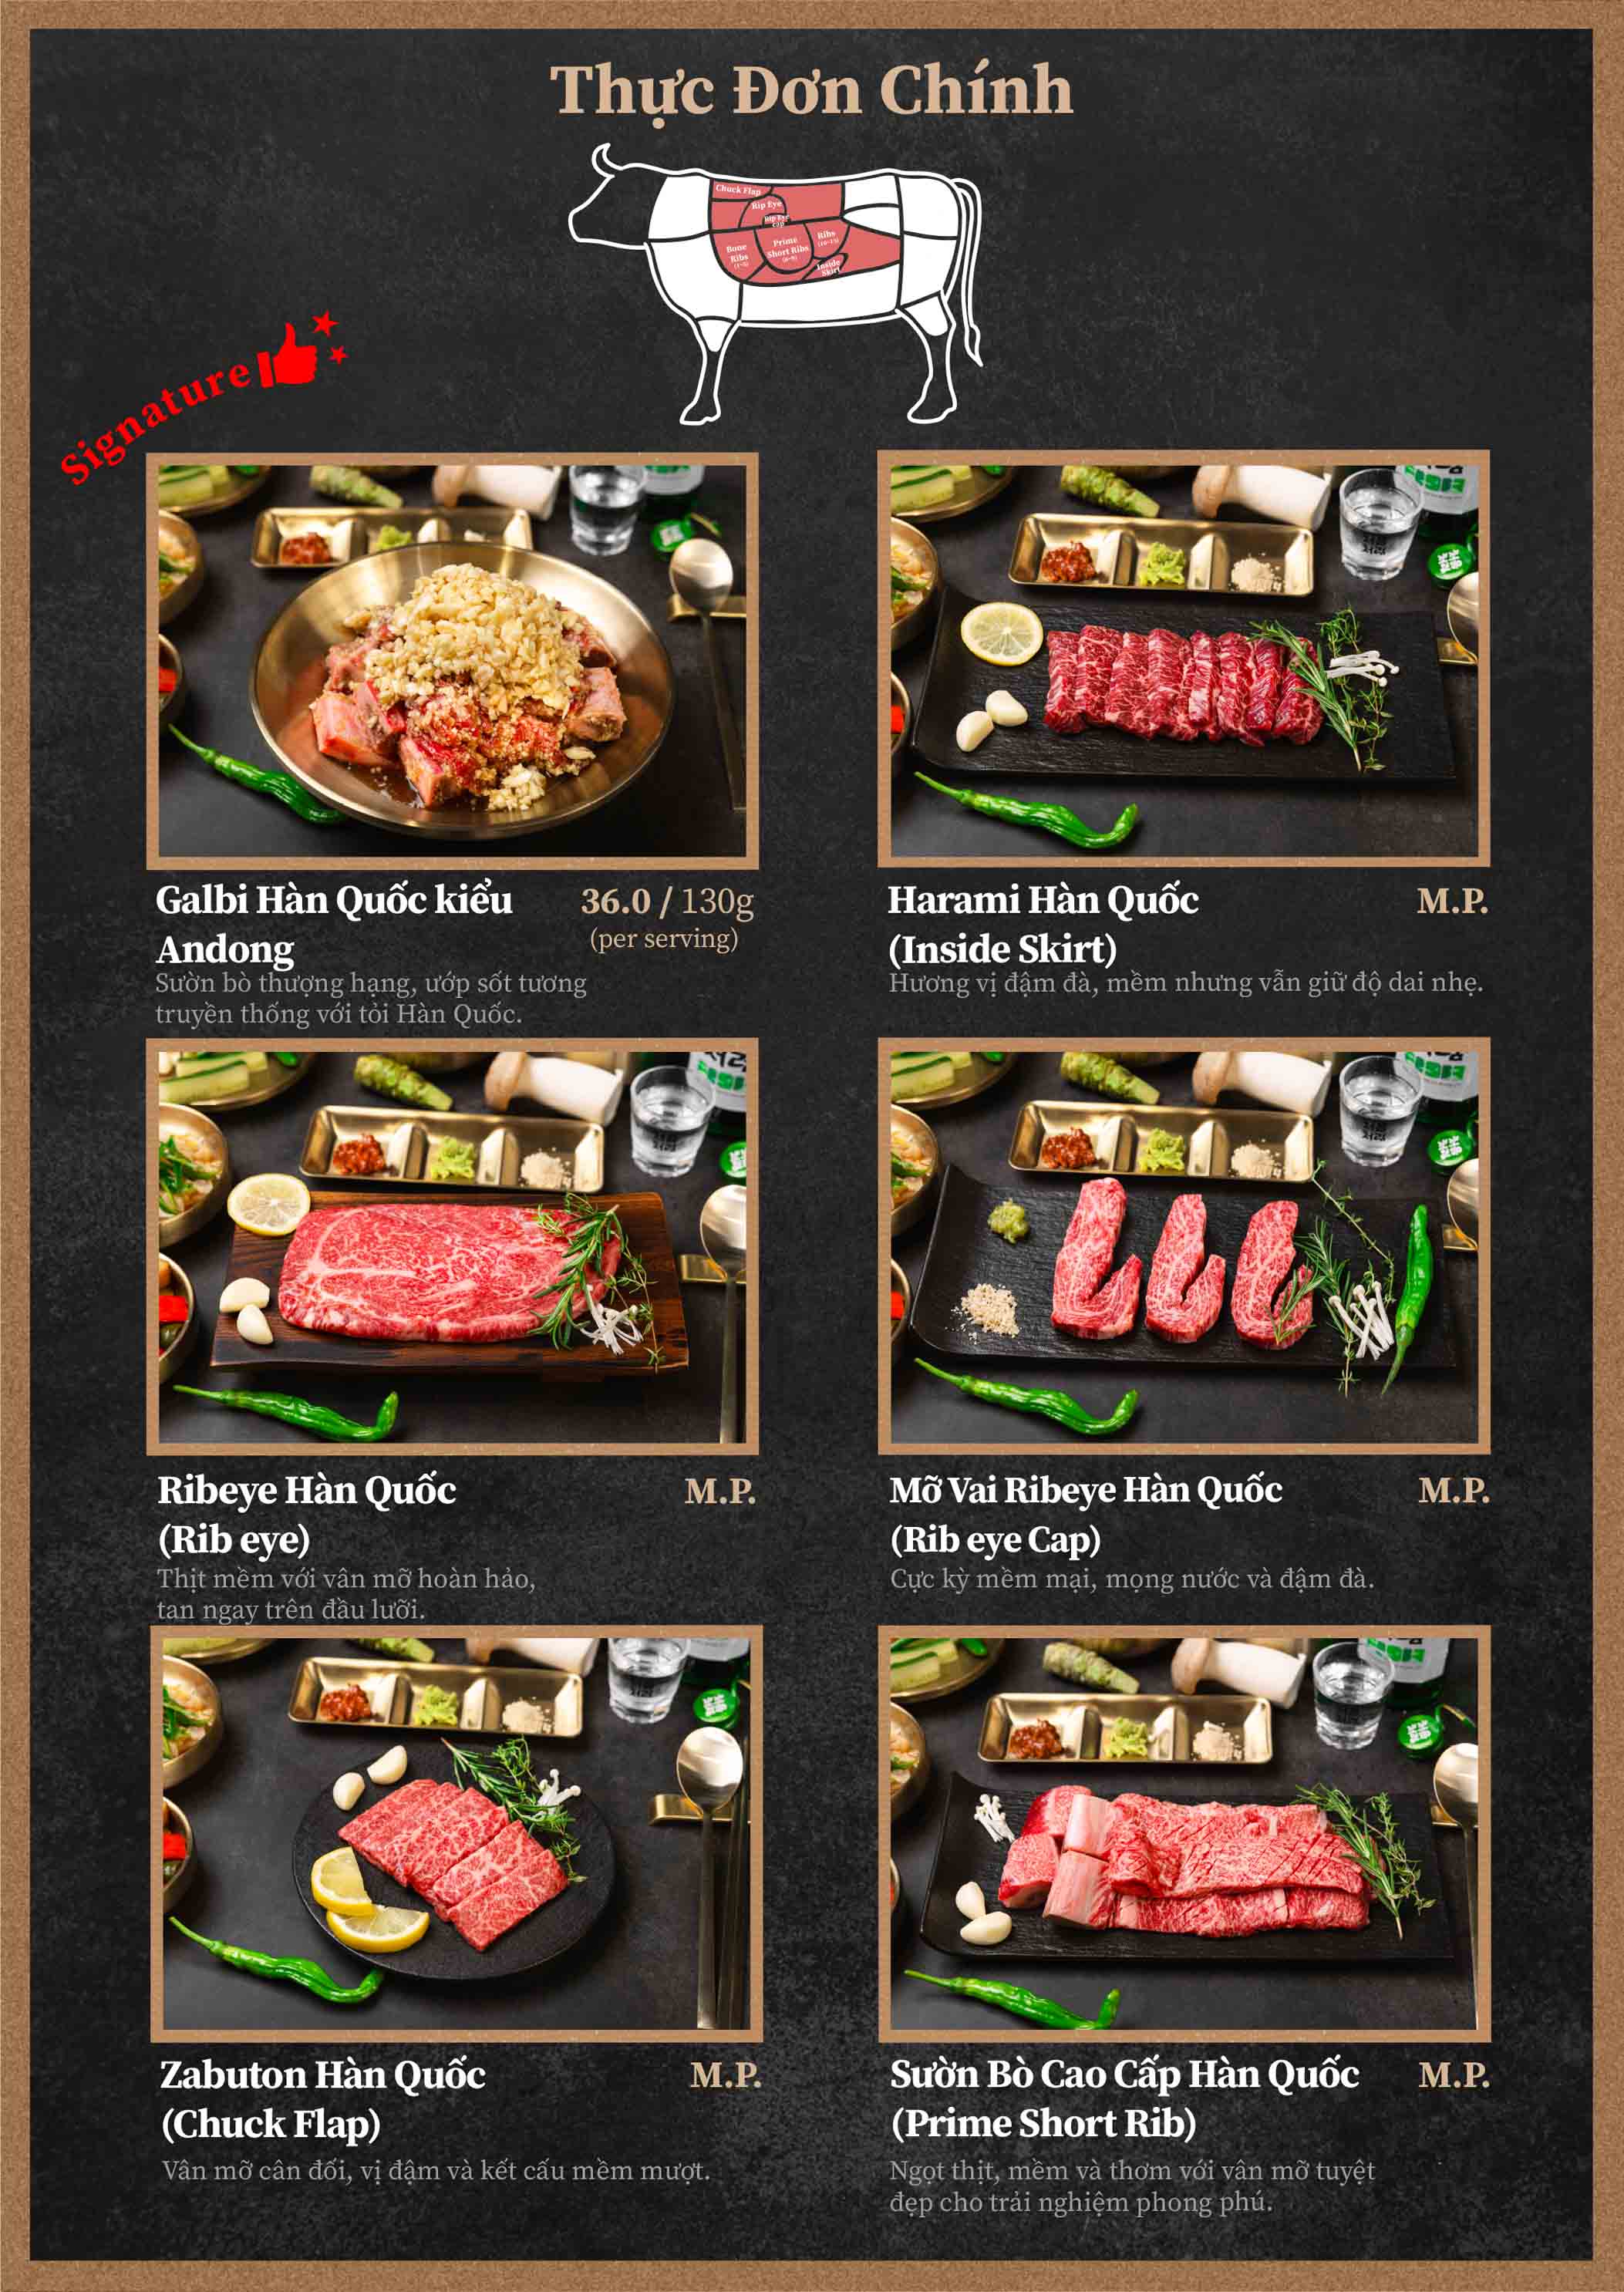 Thực Đơn Chính
Chuck Flap
Rip Eye
Rip Eye
cap
Bone
Ribs
(1~5)
Prime
Short Ribs
(6~9)
Ribs
(10~13)
Inside
Skirt
Signature
Galbi Hàn Quốc kiểu
Andong
36.0 / 130g
(per serving)
Sườn bò thượng hạng, ướp sốt tương
truyền thống với tỏi Hàn Quốc.
Harami Hàn Quốc
(Inside Skirt)
M.P.
Hương vị đậm đà, mềm nhưng vẫn giữ độ dai nhẹ.
Ribeye Hàn Quốc
(Rib eye)
M.P.
Thịt mềm với vân mỡ hoàn hảo,
tan ngay trên đầu lưỡi.
Mỡ Vai Ribeye Hàn Quốc
(Rib eye Cap)
M.P.
Cực kỳ mềm mại, mọng nước và đậm đà.
Zabuton Hàn Quốc
(Chuck Flap)
M.P.
Vân mỡ cân đối, vị đậm và kết cấu mềm mượt.
Sườn Bò Cao Cấp Hàn Quốc
(Prime Short Rib)
M.P.
Ngọt thịt, mềm và thơm với vân mỡ tuyệt
đẹp cho trải nghiệm phong phú.